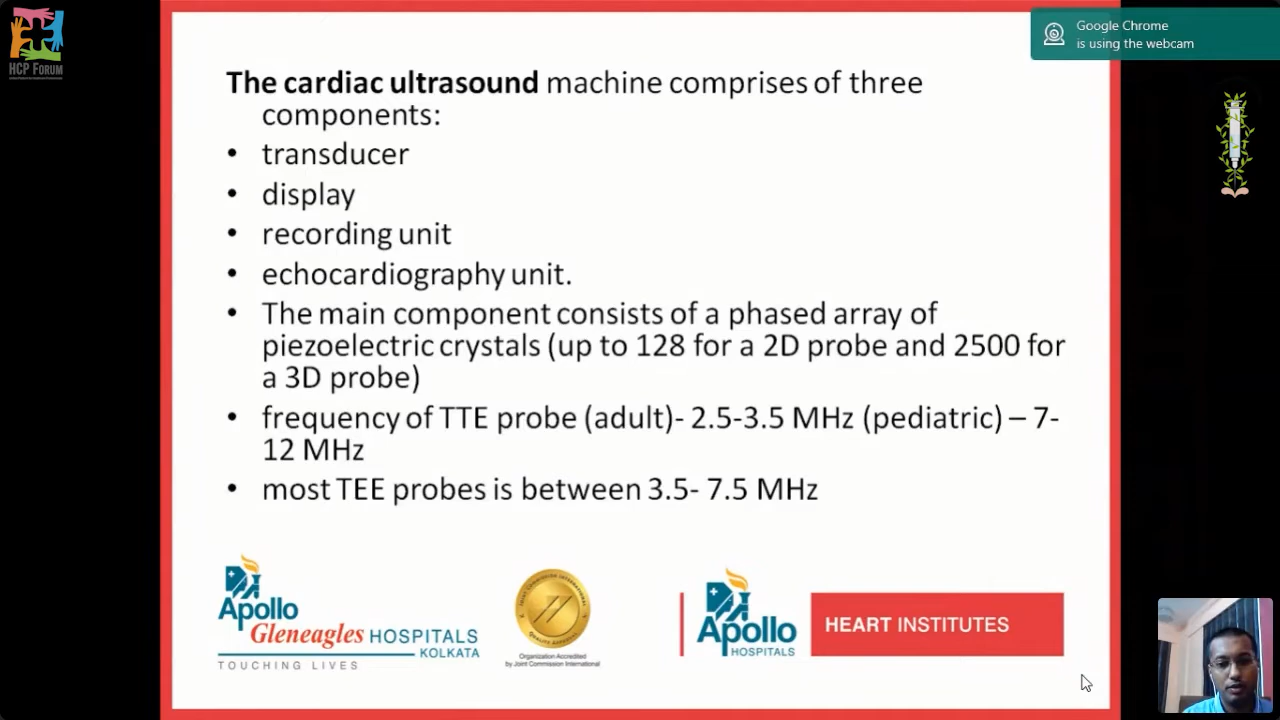 HCP FORUM
Google Chrome
is using the webcam
The cardiac ultrasound machine comprises of three
components:
• transducer
• display
• recording unit
• echocardiography unit.
• The main component consists of a phased array of
piezoelectric crystals (up to 128 for a 2D probe and 2500 for
a 3D probe)
• frequency of TTE probe (adult)- 2.5-3.5 MHz (pediatric) – 7-
12 MHz
• most TEE probes is between 3.5- 7.5 MHz
Apollo
Gleneagles HOSPITALS
KOLKATA
TOUCHING LIVES
Organization Accredited
by Joint Commission International
Apollo
HOSPITALS
HEART INSTITUTES